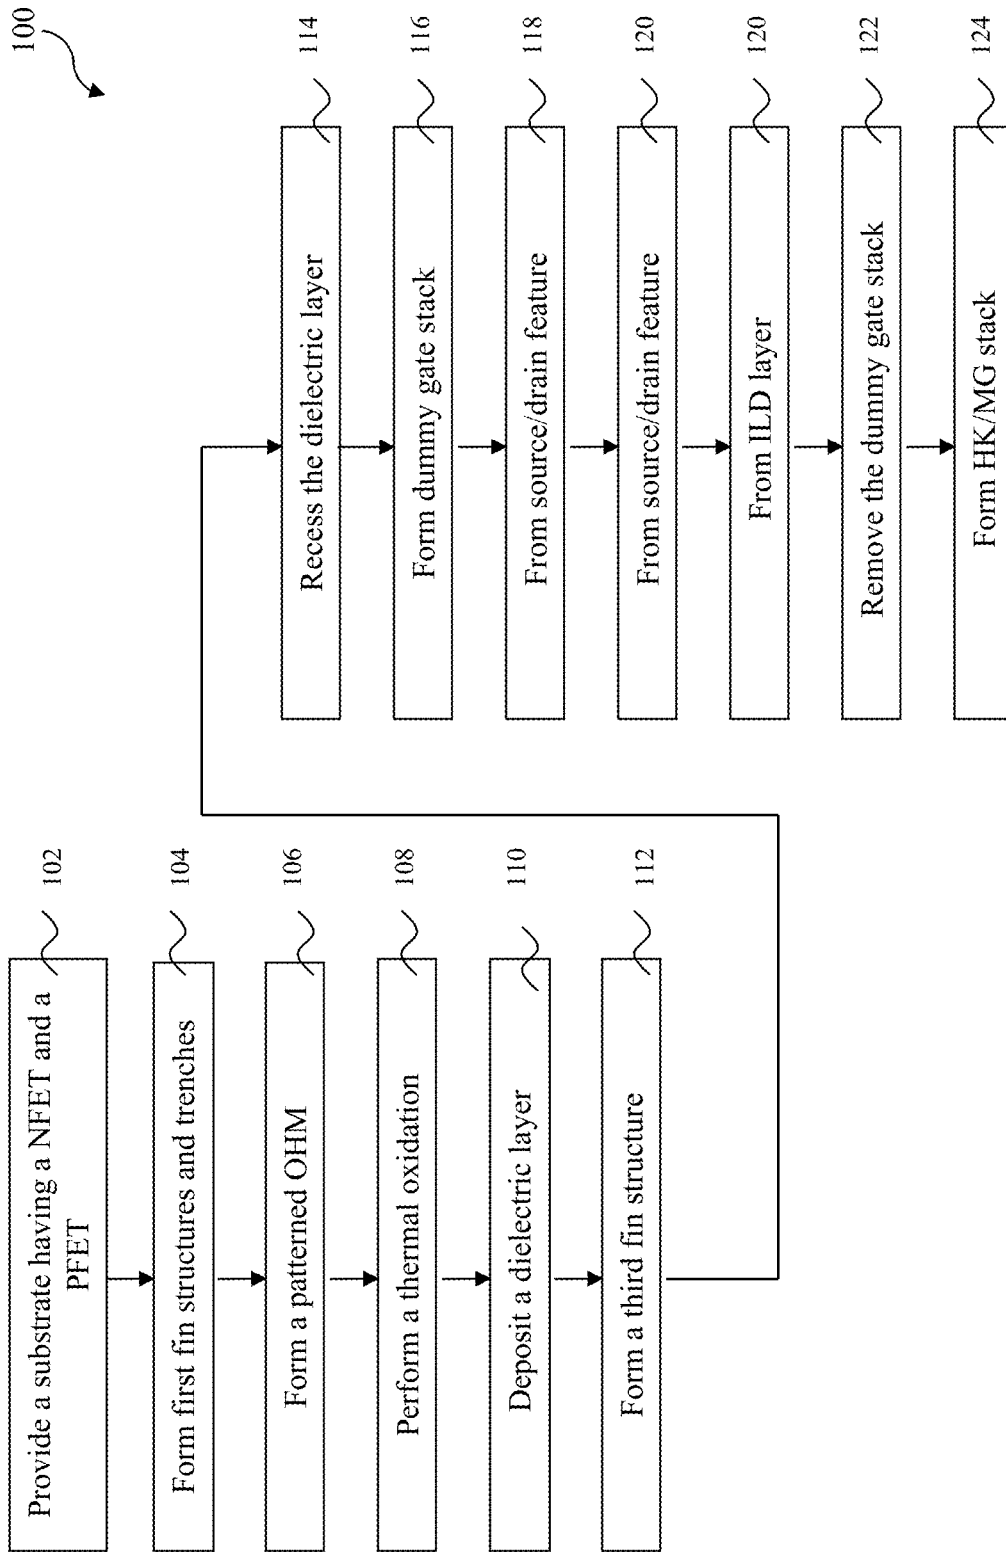 100
Provide a substrate having a NFET and a
PFET
102
Form first fin structures and trenches
104
Form a patterned OHM
106
Perform a thermal oxidation
108
Deposit a dielectric layer
110
Form a third fin structure
112
Recess the dielectric layer
114
Form dummy gate stack
116
From source/drain feature
118
From source/drain feature
120
From ILD layer
120
Remove the dummy gate stack
122
Form HK/MG stack
124